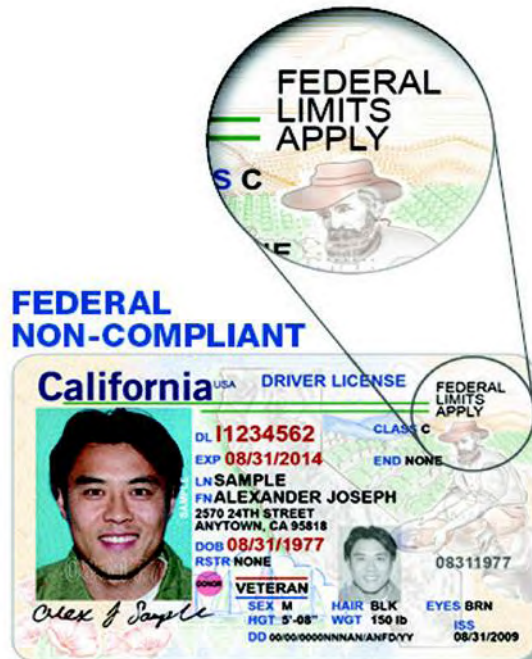 FEDERAL
LIMITS
APPLY
S C
FEDERAL
NON-COMPLIANT
California USA DRIVER LICENSE
FEDERAL
LIMITS
APPLY
DL I1234562 CLASS C
EXP 08/31/2014 END NONE
LN SAMPLE
FN ALEXANDER JOSEPH
2570 24TH STREET
ANYTOWN, CA 95818
DOB 08/31/1977
RSTR NONE
08311977
SAMPLE
DONOR
VETERAN
SEX M HAIR BLK EYES BRN
HGT 5'-08" WGT 150 lb ISS
DD 00/00/0000NNNAN/ANFD/YY 08/31/2009
Alex J Sample